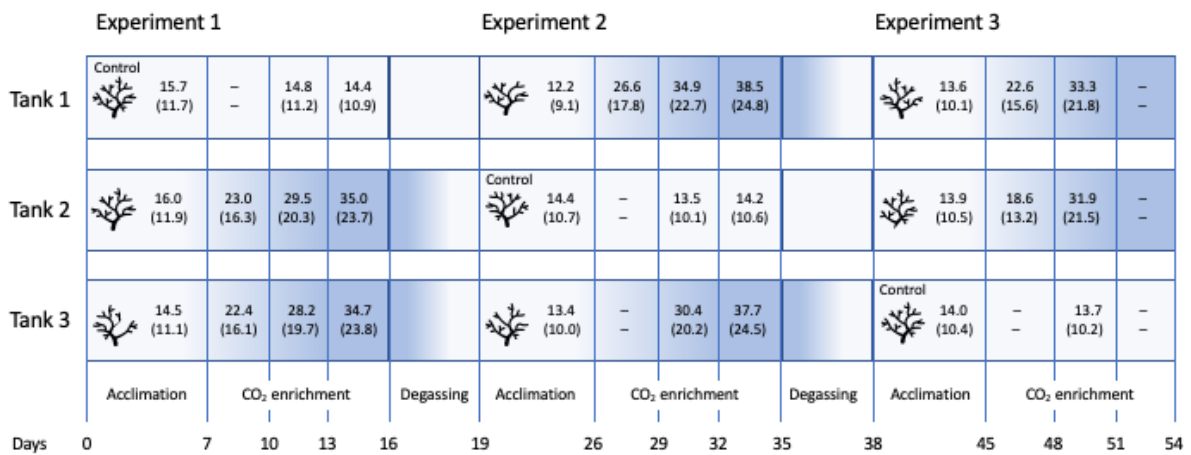 Experiment 1 Experiment 2 Experiment 3
Control
Tank 1 15.7 – 14.8 14.4 12.2 26.6 34.9 38.5 13.6 22.6 33.3 –
(11.7) – (11.2) (10.9) (9.1) (17.8) (22.7) (24.8) (10.1) (15.6) (21.8) –
Control
Tank 2 16.0 23.0 29.5 35.0 14.4 – 13.5 14.2 13.9 18.6 31.9 –
(11.9) (16.3) (20.3) (23.7) (10.7) – (10.1) (10.6) (10.5) (13.2) (21.5) –
Control
Tank 3 14.5 22.4 28.2 34.7 13.4 – 30.4 37.7 14.0 – 13.7 –
(11.1) (16.1) (19.7) (23.8) (10.0) – (20.2) (24.5) (10.4) – (10.2) –
Acclimation CO₂ enrichment Degassing Acclimation CO₂ enrichment Degassing Acclimation CO₂ enrichment
Days 0 7 10 13 16 19 26 29 32 35 38 45 48 51 54